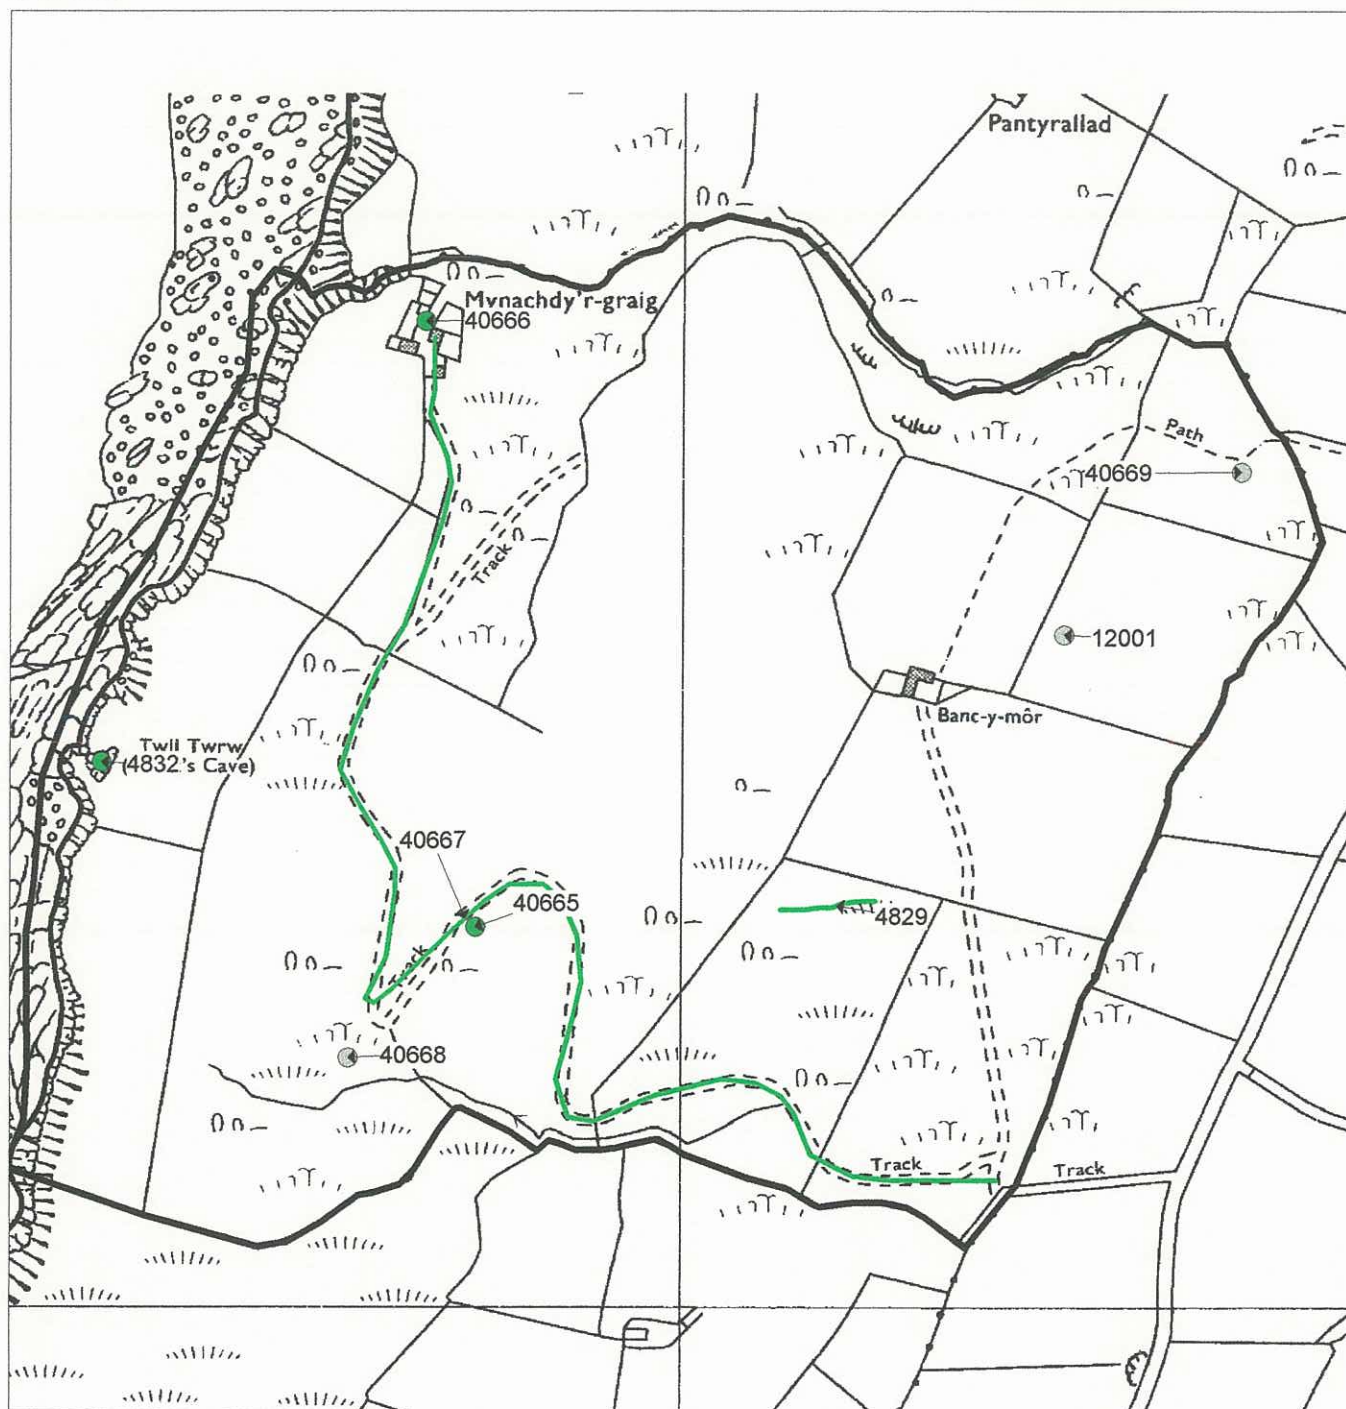 Pantyrallad
Mynachdy'r-graig
40666
Path
40669
Track
12001
Banc-y-môr
Twll Twrw
(4832's Cave)
40667
40665
4829
Track
40668
Track
Track